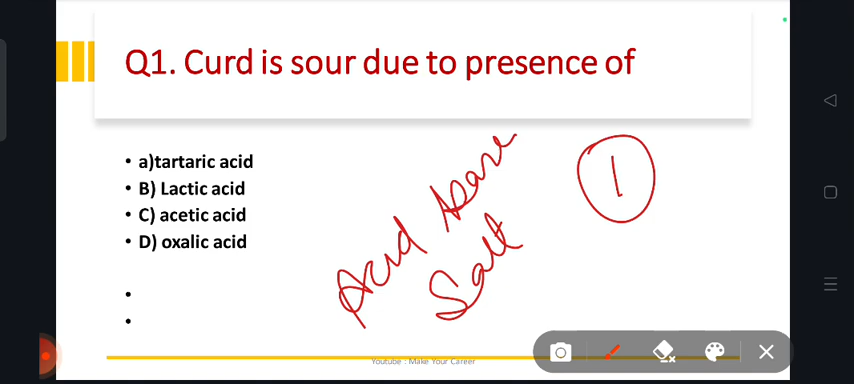 Q1. Curd is sour due to presence of
• a)tartaric acid
• B) Lactic acid
• C) acetic acid
• D) oxalic acid
Acid
Salt
1
Youtube : Make Your Career